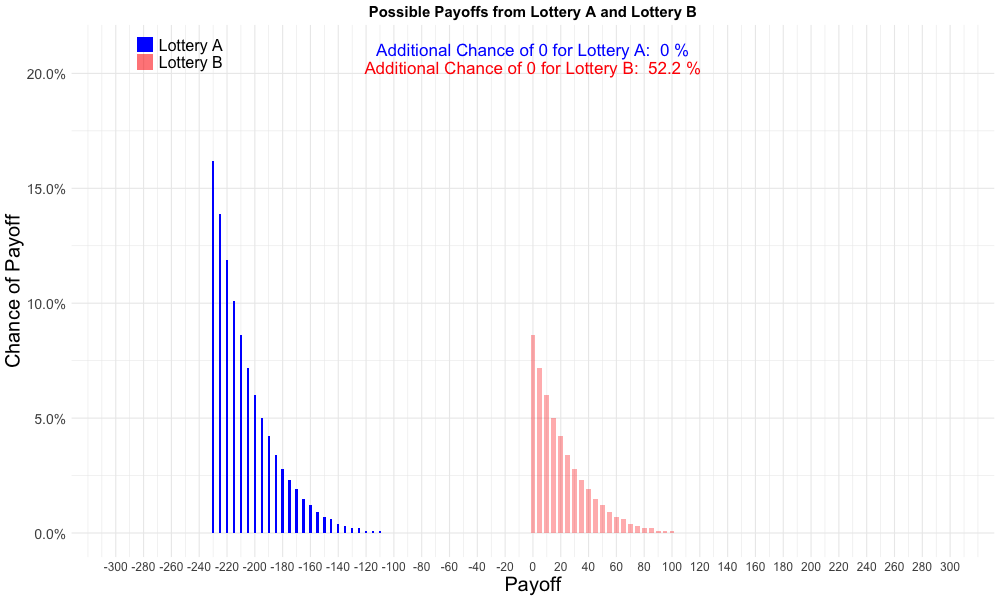 Possible Payoffs from Lottery A and Lottery B
Lottery A
Lottery B
Additional Chance of 0 for Lottery A:  0 %
Additional Chance of 0 for Lottery B:  52.2 %
Chance of Payoff
20.0%
15.0%
10.0%
5.0%
0.0%
-300 -280 -260 -240 -220 -200 -180 -160 -140 -120 -100 -80 -60 -40 -20 0 20 40 60 80 100 120 140 160 180 200 220 240 260 280 300
Payoff